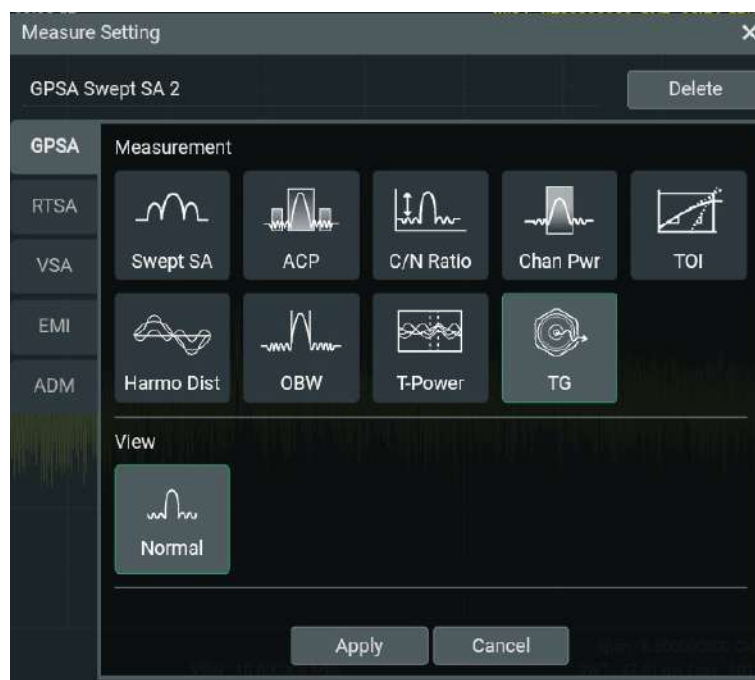 Measure Setting
GPSA Swept SA 2
Delete
GPSA
RTSA
VSA
EMI
ADM
Measurement
Swept SA
ACP
C/N Ratio
Chan Pwr
TOI
Harmo Dist
OBW
T-Power
TG
View
Normal
Apply
Cancel